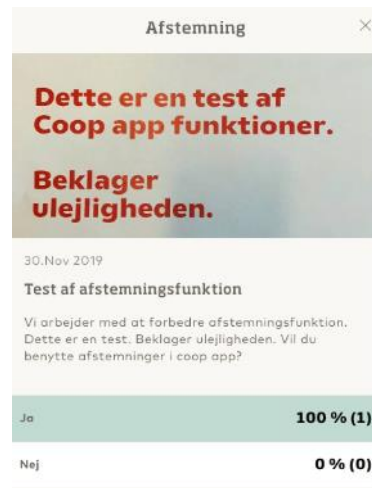 Afstemning
Dette er en test af
Coop app funktioner.
Beklager
ulejligheden.
30.Nov 2019
Test af afstemningsfunktion
Vi arbejder med at forbedre afstemningsfunktion.
Dette er en test. Beklager ulejligheden. Vil du
benytte afstemninger i coop app?
Ja 100 % (1)
Nej 0 % (0)